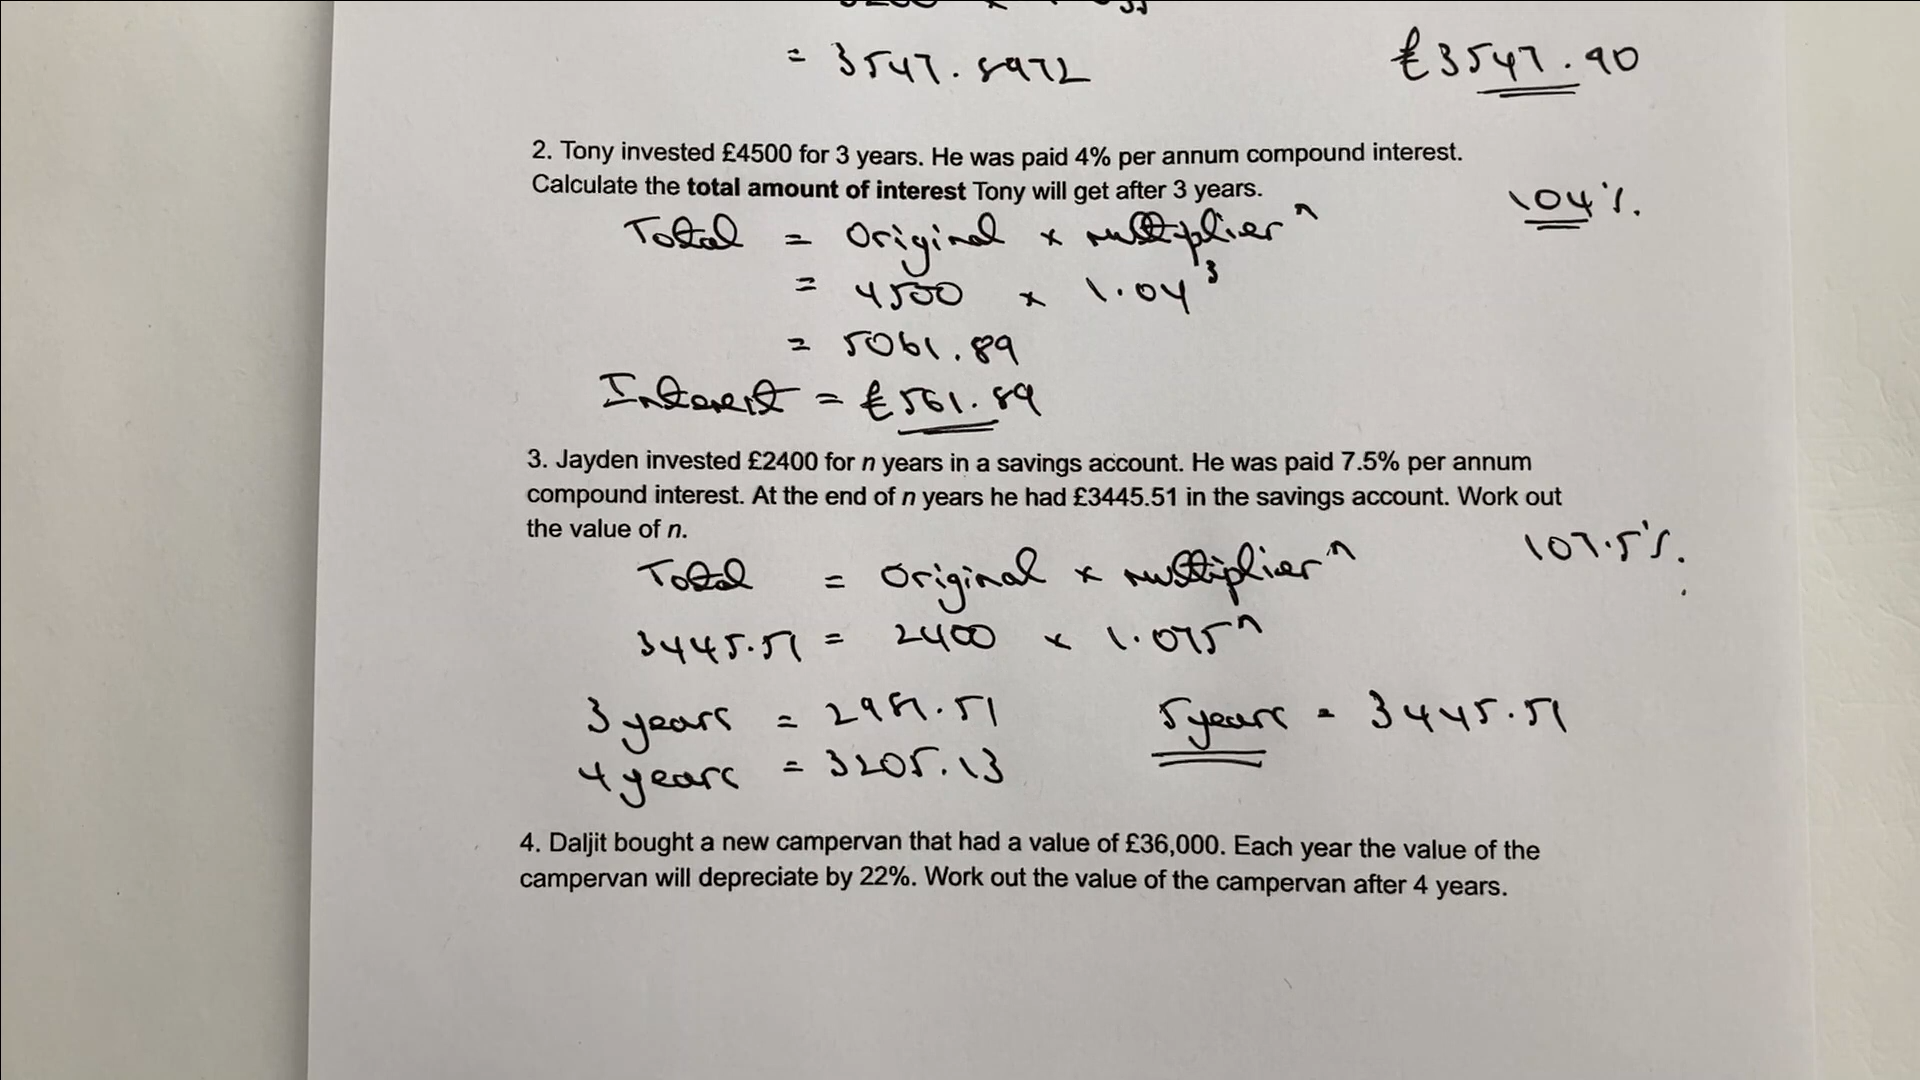 = 3547.8972 £3547.90
2. Tony invested £4500 for 3 years. He was paid 4% per annum compound interest.
Calculate the total amount of interest Tony will get after 3 years.
104%.
Total = Original × multiplierⁿ
= 4500 × 1.04³
= 5061.89
Interest = £561.89
3. Jayden invested £2400 for n years in a savings account. He was paid 7.5% per annum
compound interest. At the end of n years he had £3445.51 in the savings account. Work out
the value of n.
107.5%.
Total = Original × multiplierⁿ
3445.51 = 2400 × 1.075ⁿ
3 years = 2981.51 5 years = 3445.51
4 years = 3205.13
4. Daljit bought a new campervan that had a value of £36,000. Each year the value of the
campervan will depreciate by 22%. Work out the value of the campervan after 4 years.